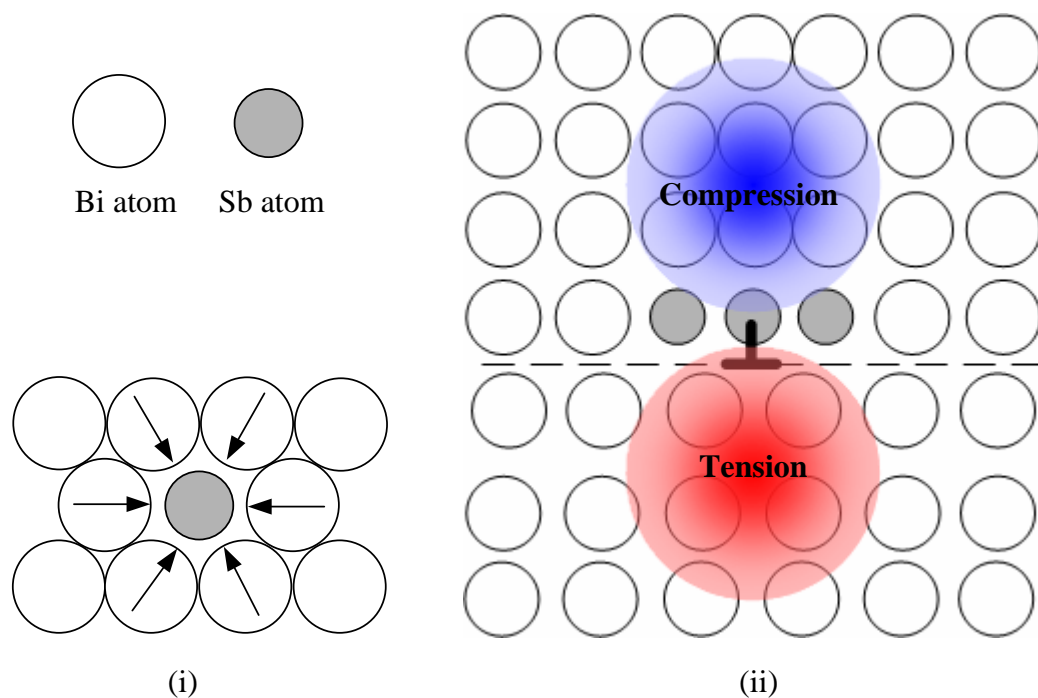 Bi atom
Sb atom
Compression
Tension
(i)
(ii)